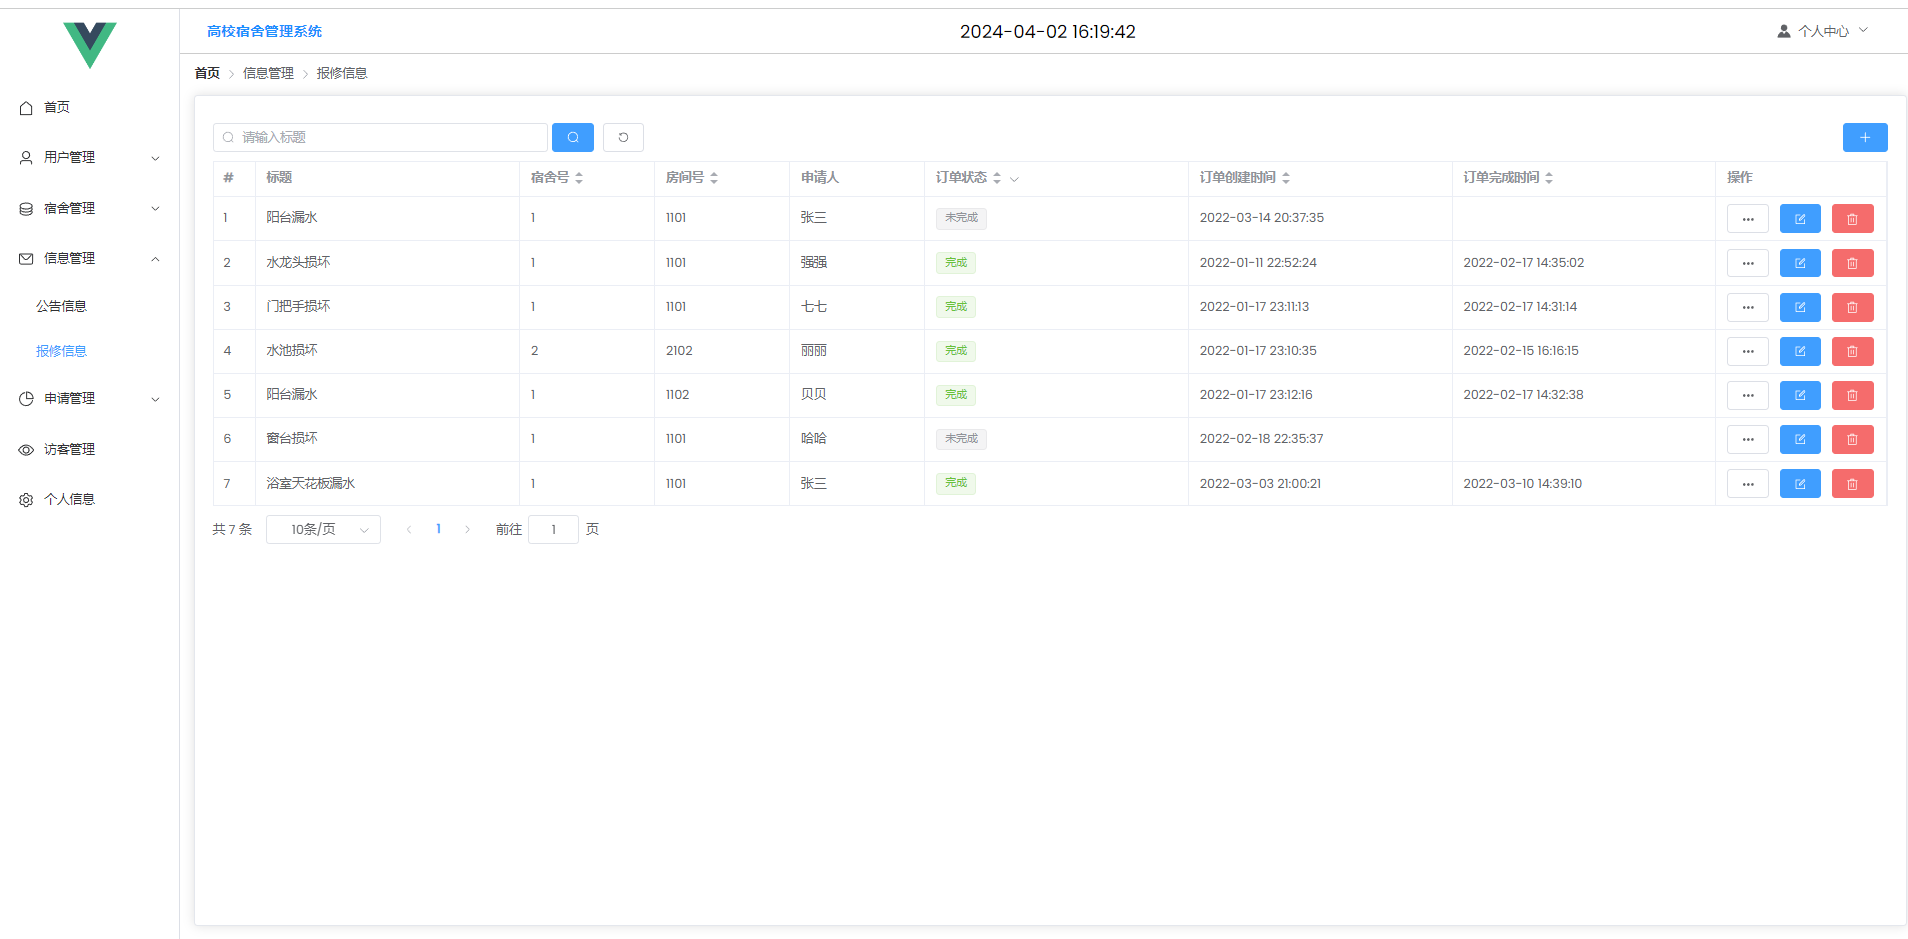 高校宿舍管理系统 2024-04-02 16:19:42 个人中心
首页 信息管理 报修信息
首页
用户管理
宿舍管理
信息管理
公告信息
报修信息
申请管理
访客管理
个人信息
请输入标题
# 标题 宿舍号 房间号 申请人 订单状态 订单创建时间 订单完成时间 操作
1 阳台漏水 1 1101 张三 未完成 2022-03-14 20:37:35
2 水龙头损坏 1 1101 强强 完成 2022-01-11 22:52:24 2022-02-17 14:35:02
3 门把手损坏 1 1101 七七 完成 2022-01-17 23:11:13 2022-02-17 14:31:14
4 水池损坏 2 2102 丽丽 完成 2022-01-17 23:10:35 2022-02-15 16:16:15
5 阳台漏水 1 1102 贝贝 完成 2022-01-17 23:12:16 2022-02-17 14:32:38
6 窗台损坏 1 1101 哈哈 未完成 2022-02-18 22:35:37
7 浴室天花板漏水 1 1101 张三 完成 2022-03-03 21:00:21 2022-03-10 14:39:10
共 7 条 10条/页 1 前往 1 页